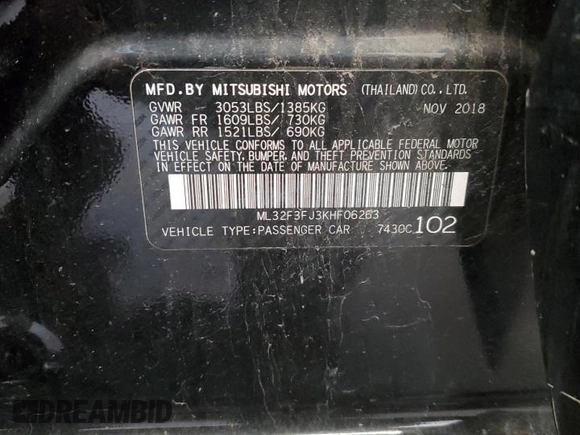 MFD.BY MITSUBISHI MOTORS (THAILAND)CO.,LTD.
GVWR 3053LBS/1385KG NOV 2018
GAWR FR 1609LBS/ 730KG
GAWR RR 1521LBS/ 690KG
THIS VEHICLE CONFORMS TO ALL APPLICABLE FEDERAL MOTOR
VEHICLE SAFETY, BUMPER, AND THEFT PREVENTION STANDARDS
IN EFFECT ON THE DATE OF MANUFACTURE SHOWN ABOVE.
ML32F3FJ3KHF06263
VEHICLE TYPE:PASSENGER CAR 7430C 102
DREAMBID